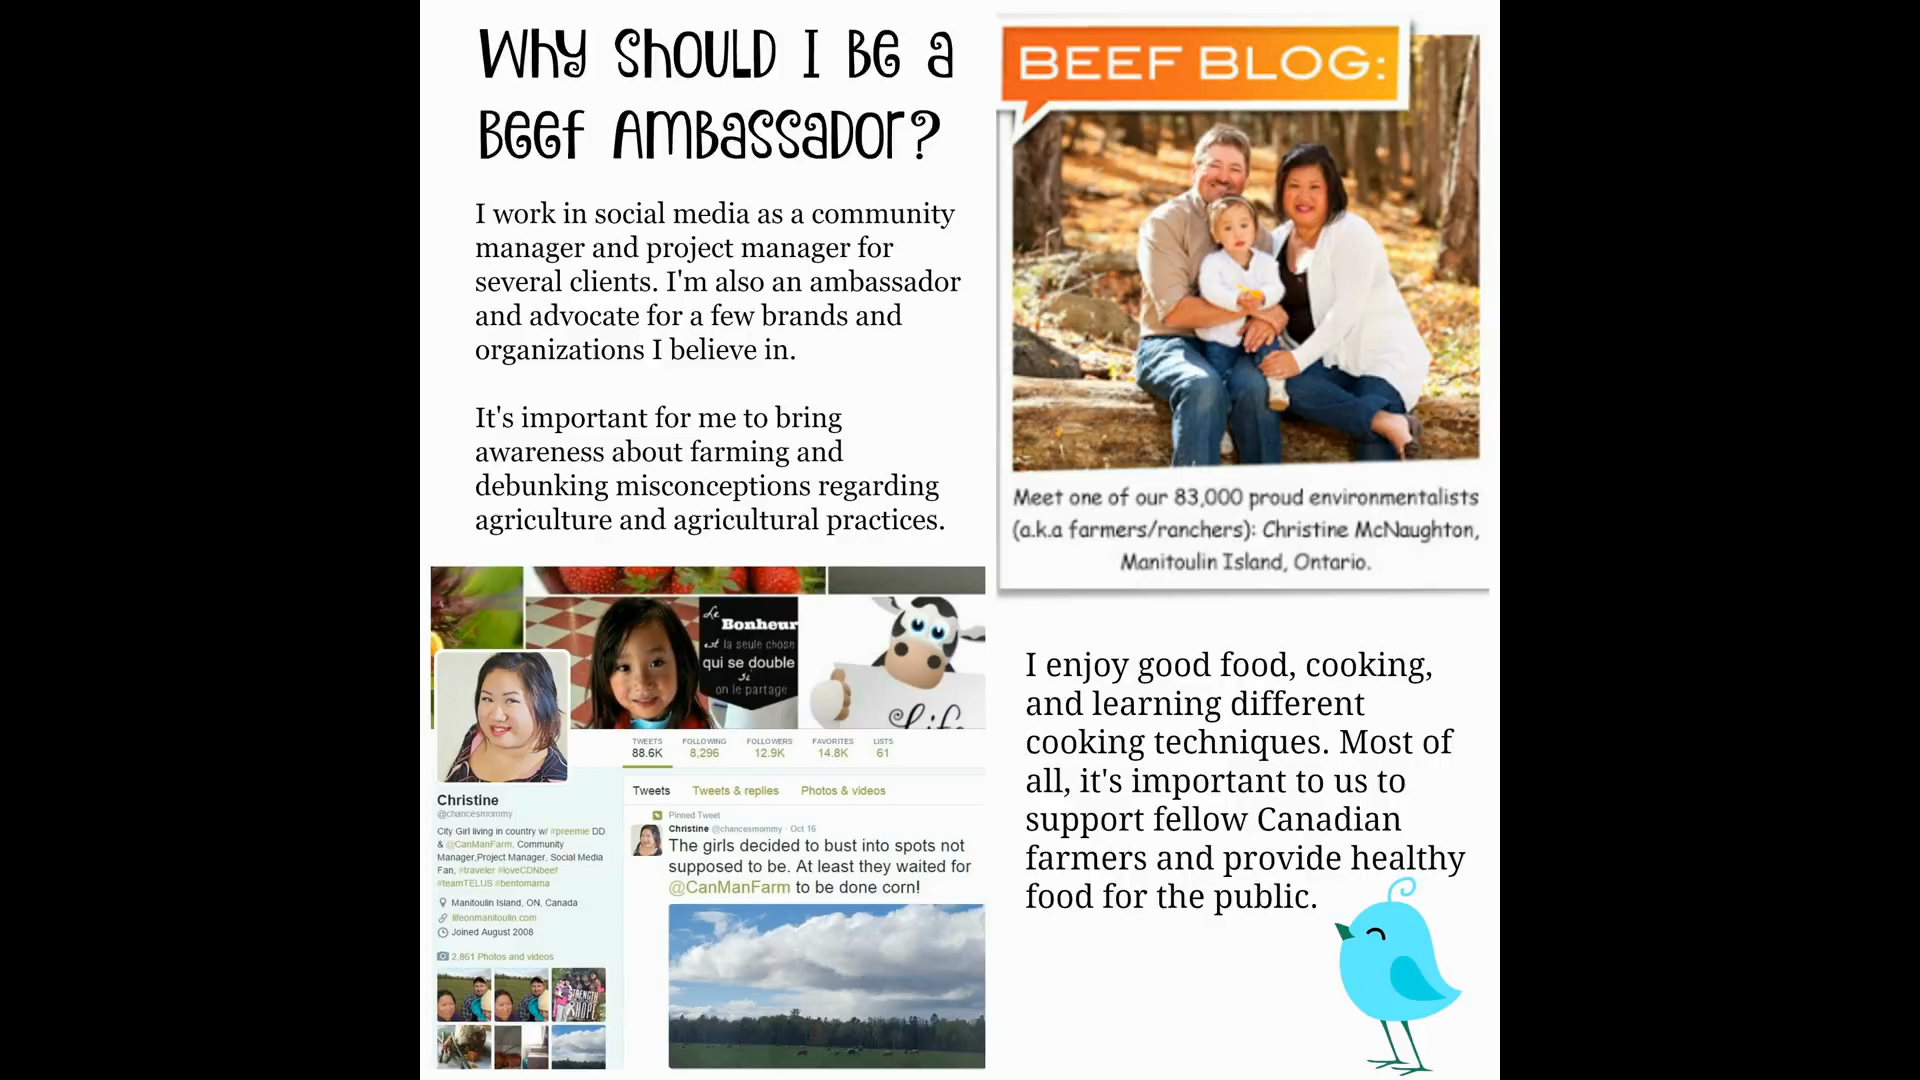 Why Should I Be a
Beef Ambassador?
I work in social media as a community
manager and project manager for
several clients. I'm also an ambassador
and advocate for a few brands and
organizations I believe in.
It's important for me to bring
awareness about farming and
debunking misconceptions regarding
agriculture and agricultural practices.
BEEF BLOG:
Meet one of our 83,000 proud environmentalists
(a.k.a farmers/ranchers): Christine McNaughton,
Manitoulin Island, Ontario.
Le
Bonheur
est la seule chose
qui se double
si
on le partage
Life
TWEETS
88.6K
FOLLOWING
8,296
FOLLOWERS
12.9K
FAVORITES
14.8K
LISTS
61
Christine
@chancesmommy
City Girl living in country w/ #preemie DD
& @CanManFarm. Community
Manager,Project Manager, Social Media
Fan, #traveler #loveCDNbeef
#teamTELUS #bentomama
Manitoulin Island, ON, Canada
lifeonmanitoulin.com
Joined August 2008
2,861 Photos and videos
STRENGTH
HOPE
Tweets Tweets & replies Photos & videos
Pinned Tweet
Christine @chancesmommy · Oct 16
The girls decided to bust into spots not
supposed to be. At least they waited for
@CanManFarm to be done corn!
I enjoy good food, cooking,
and learning different
cooking techniques. Most of
all, it's important to us to
support fellow Canadian
farmers and provide healthy
food for the public.